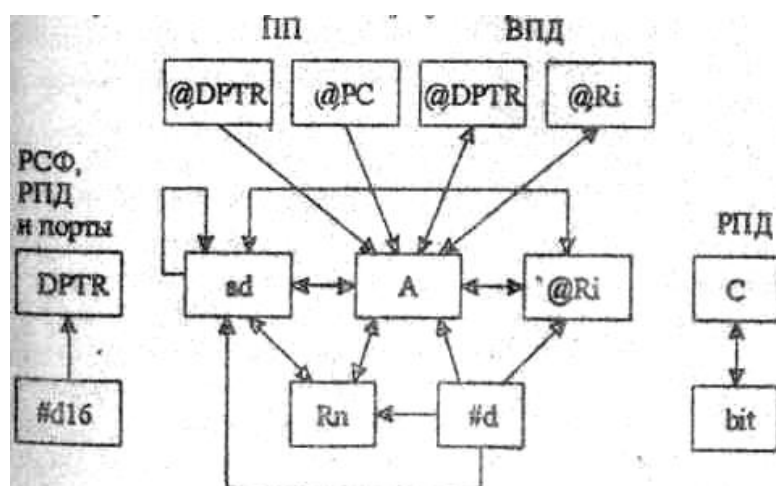 ПП ВПД
@DPTR @PC @DPTR @Ri
РСФ,
РПД
и порты РПД
DPTR ad A @Ri C
#d16 Rn #d bit